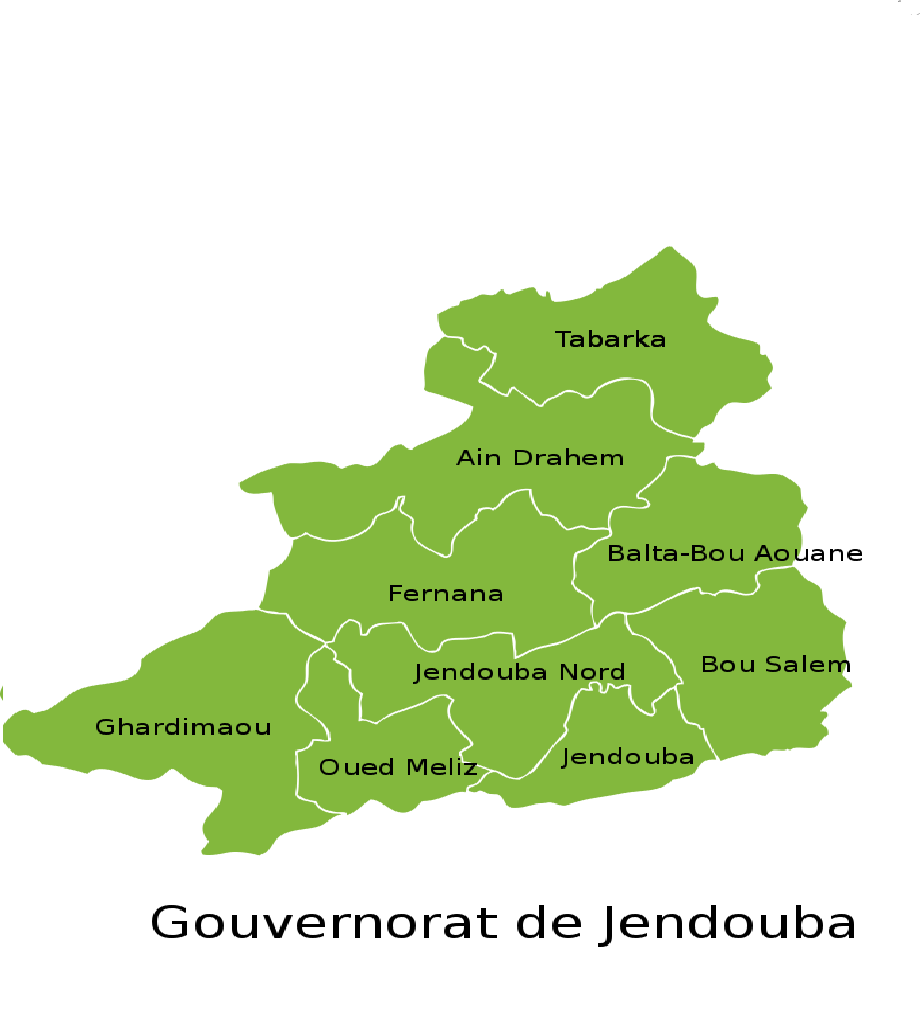 Tabarka
Ain Drahem
Balta-Bou Aouane
Fernana
Bou Salem
Jendouba Nord
Ghardimaou
Jendouba
Oued Meliz
Gouvernorat de Jendouba